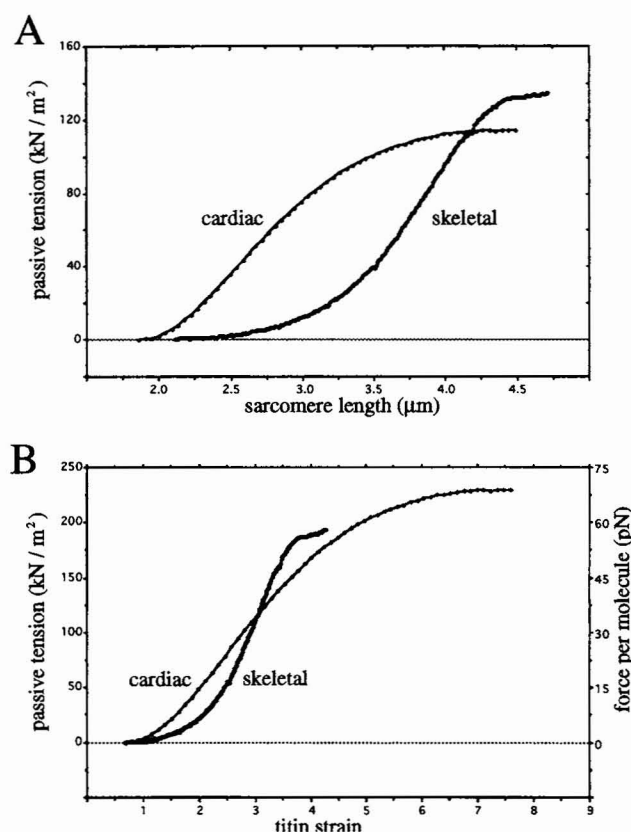 A
passive tension (kN / m²)
160
120
80
40
0
cardiac
skeletal
2.0 2.5 3.0 3.5 4.0 4.5
sarcomere length (μm)
B
passive tension (kN / m²)
250
200
150
100
50
0
cardiac
skeletal
75
60
45
30
15
0
force per molecule (pN)
1 2 3 4 5 6 7 8 9
titin strain